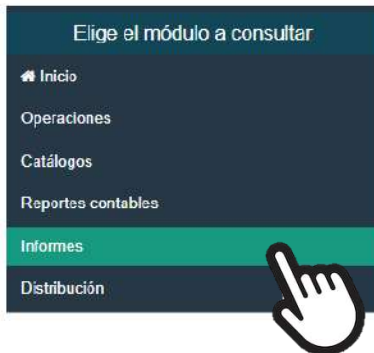 Elige el módulo a consultar
Inicio
Operaciones
Catálogos
Reportes contables
Informes
Distribución